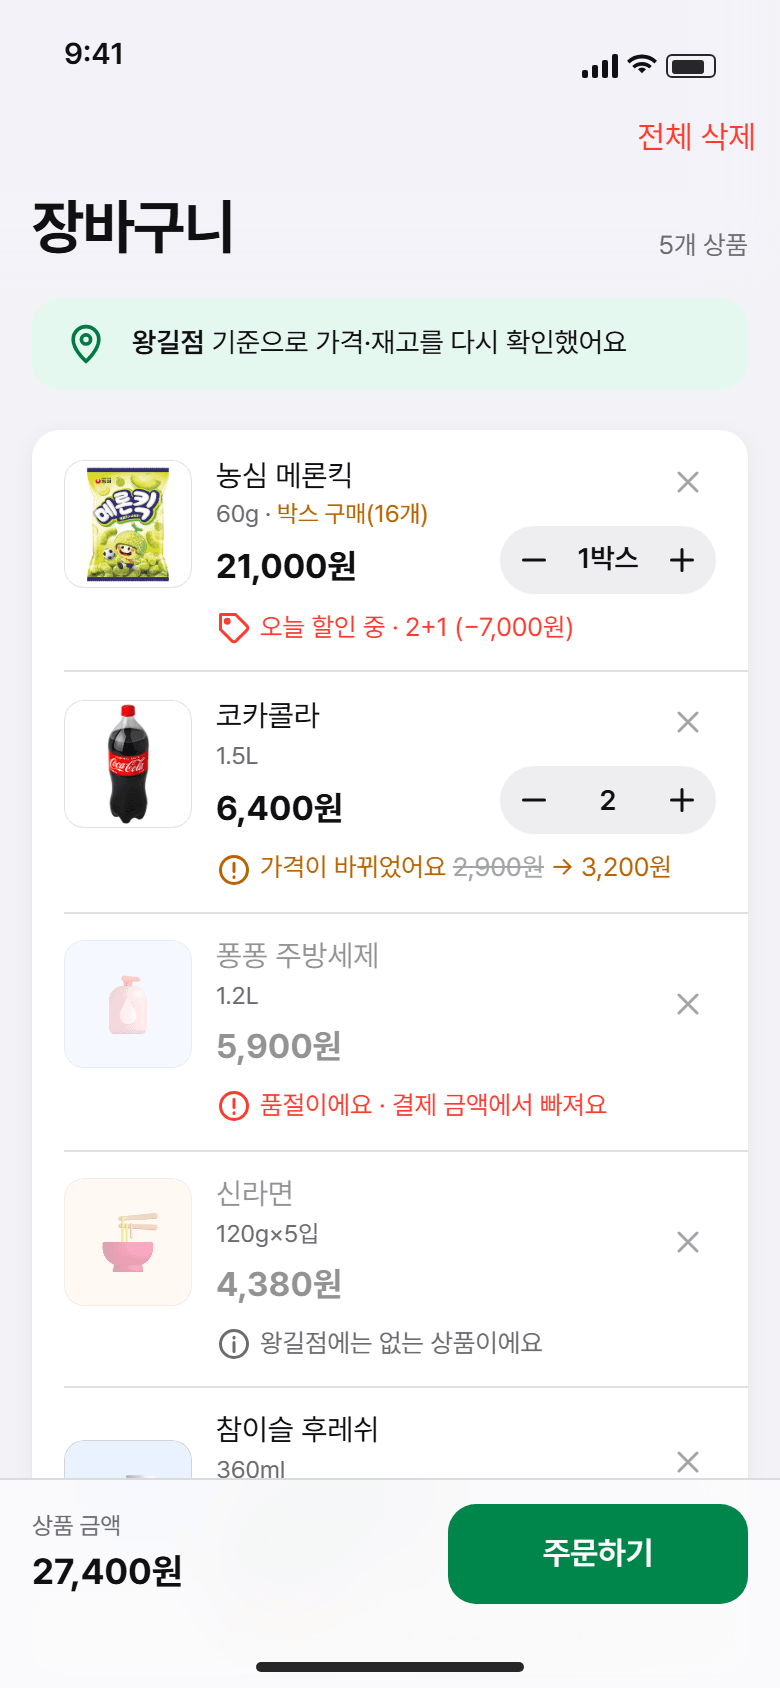 9:41
전체 삭제
장바구니
5개 상품
왕길점 기준으로 가격·재고를 다시 확인했어요
농심
메론킥
농심 메론킥
60g · 박스 구매(16개)
21,000원
1박스
오늘 할인 중 · 2+1 (−7,000원)
Coca-Cola
코카콜라
1.5L
6,400원
2
가격이 바뀌었어요 2,900원 → 3,200원
퐁퐁 주방세제
1.2L
5,900원
품절이에요 · 결제 금액에서 빠져요
신라면
120g×5입
4,380원
왕길점에는 없는 상품이에요
참이슬 후레쉬
360ml
상품 금액
27,400원
주문하기